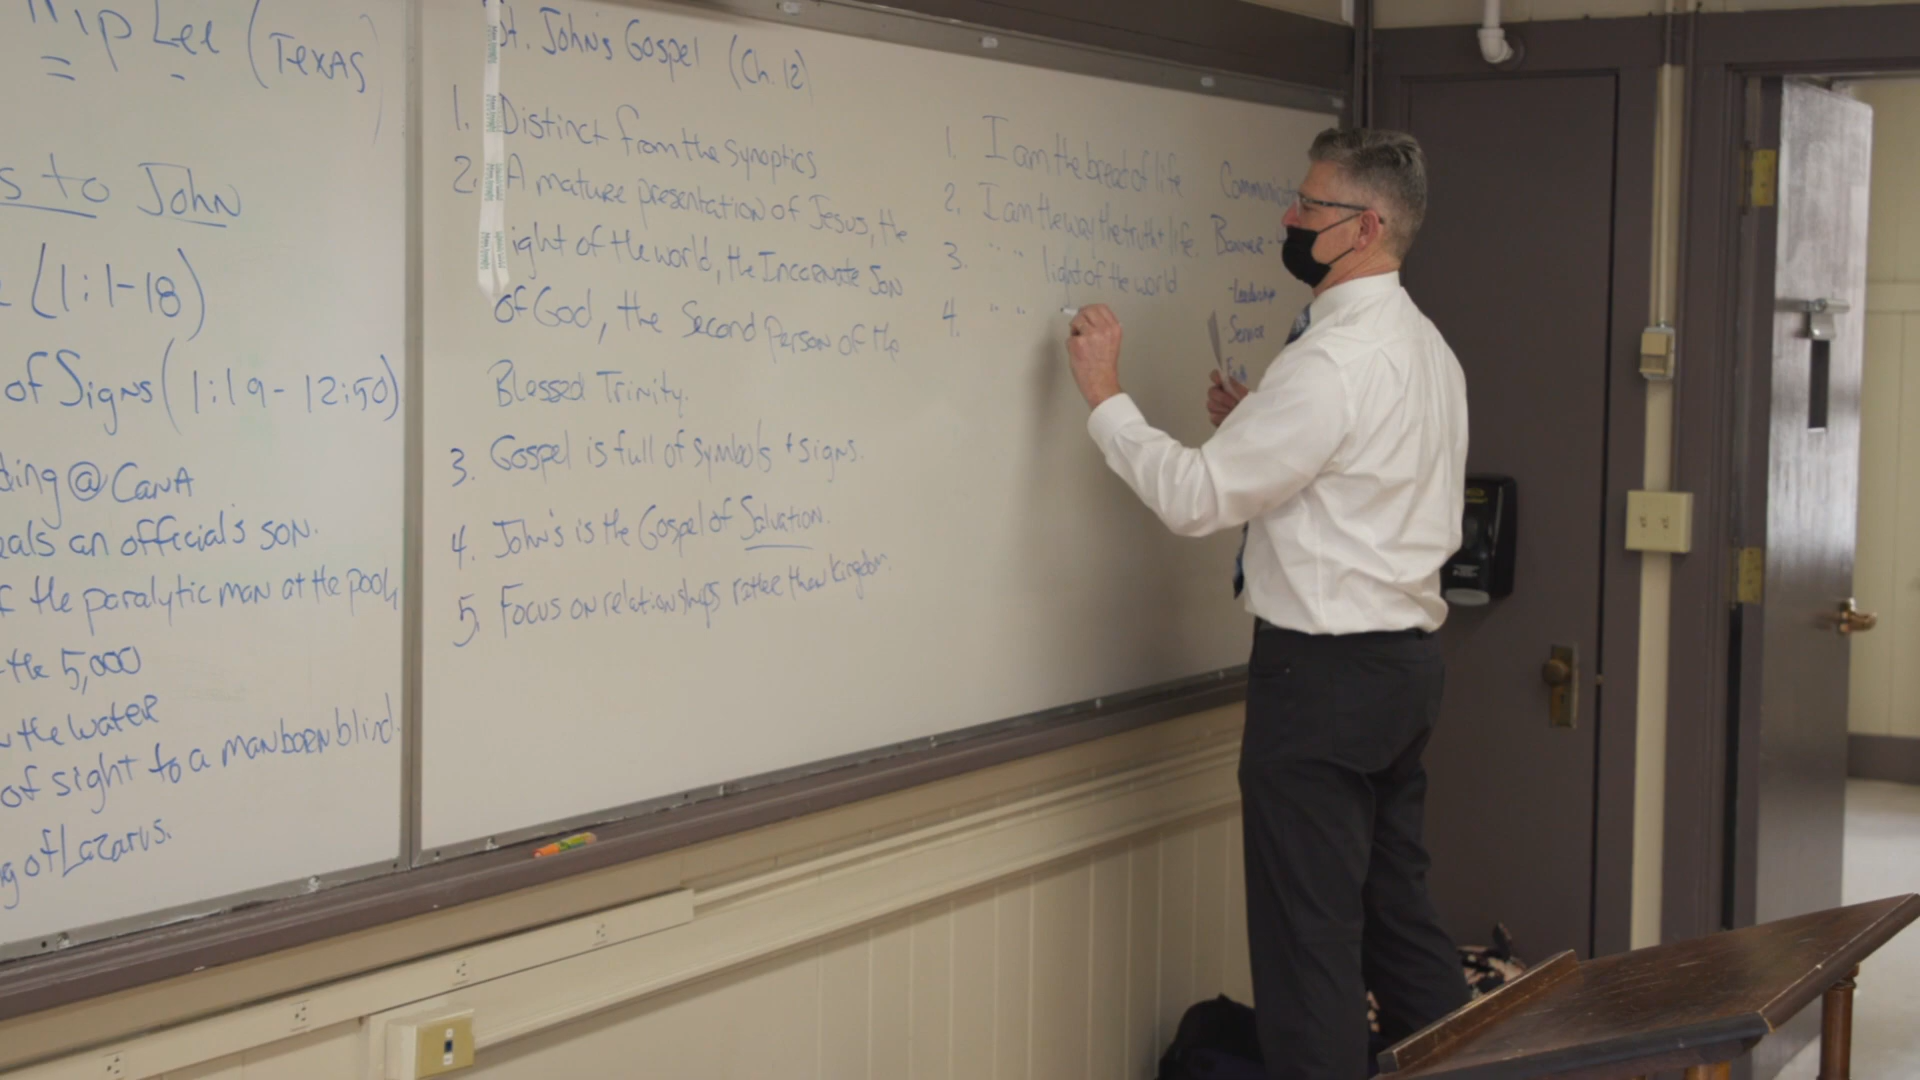 Kip Lee (Texas)
s to John
(1:1-18)
of Signs (1:19-12:50)
ding @ Cana
eals an official's son.
f the paralytic man at the pool,
the 5,000
the water
of sight to a man born blind.
g of Lazarus.
St. John's Gospel (Ch. 12)
1. Distinct from the Synoptics
2. A mature presentation of Jesus, the
light of the world, the Incarnate Son
of God, the Second Person of the
Blessed Trinity.
3. Gospel is full of symbols + signs.
4. John's is the Gospel of Salvation.
5. Focus on relationships rather than kingdom.
1. I am the bread of life
2. I am the way the truth + life.
3. " " light of the world
4. " "
Communicat
-Leadership
-Service